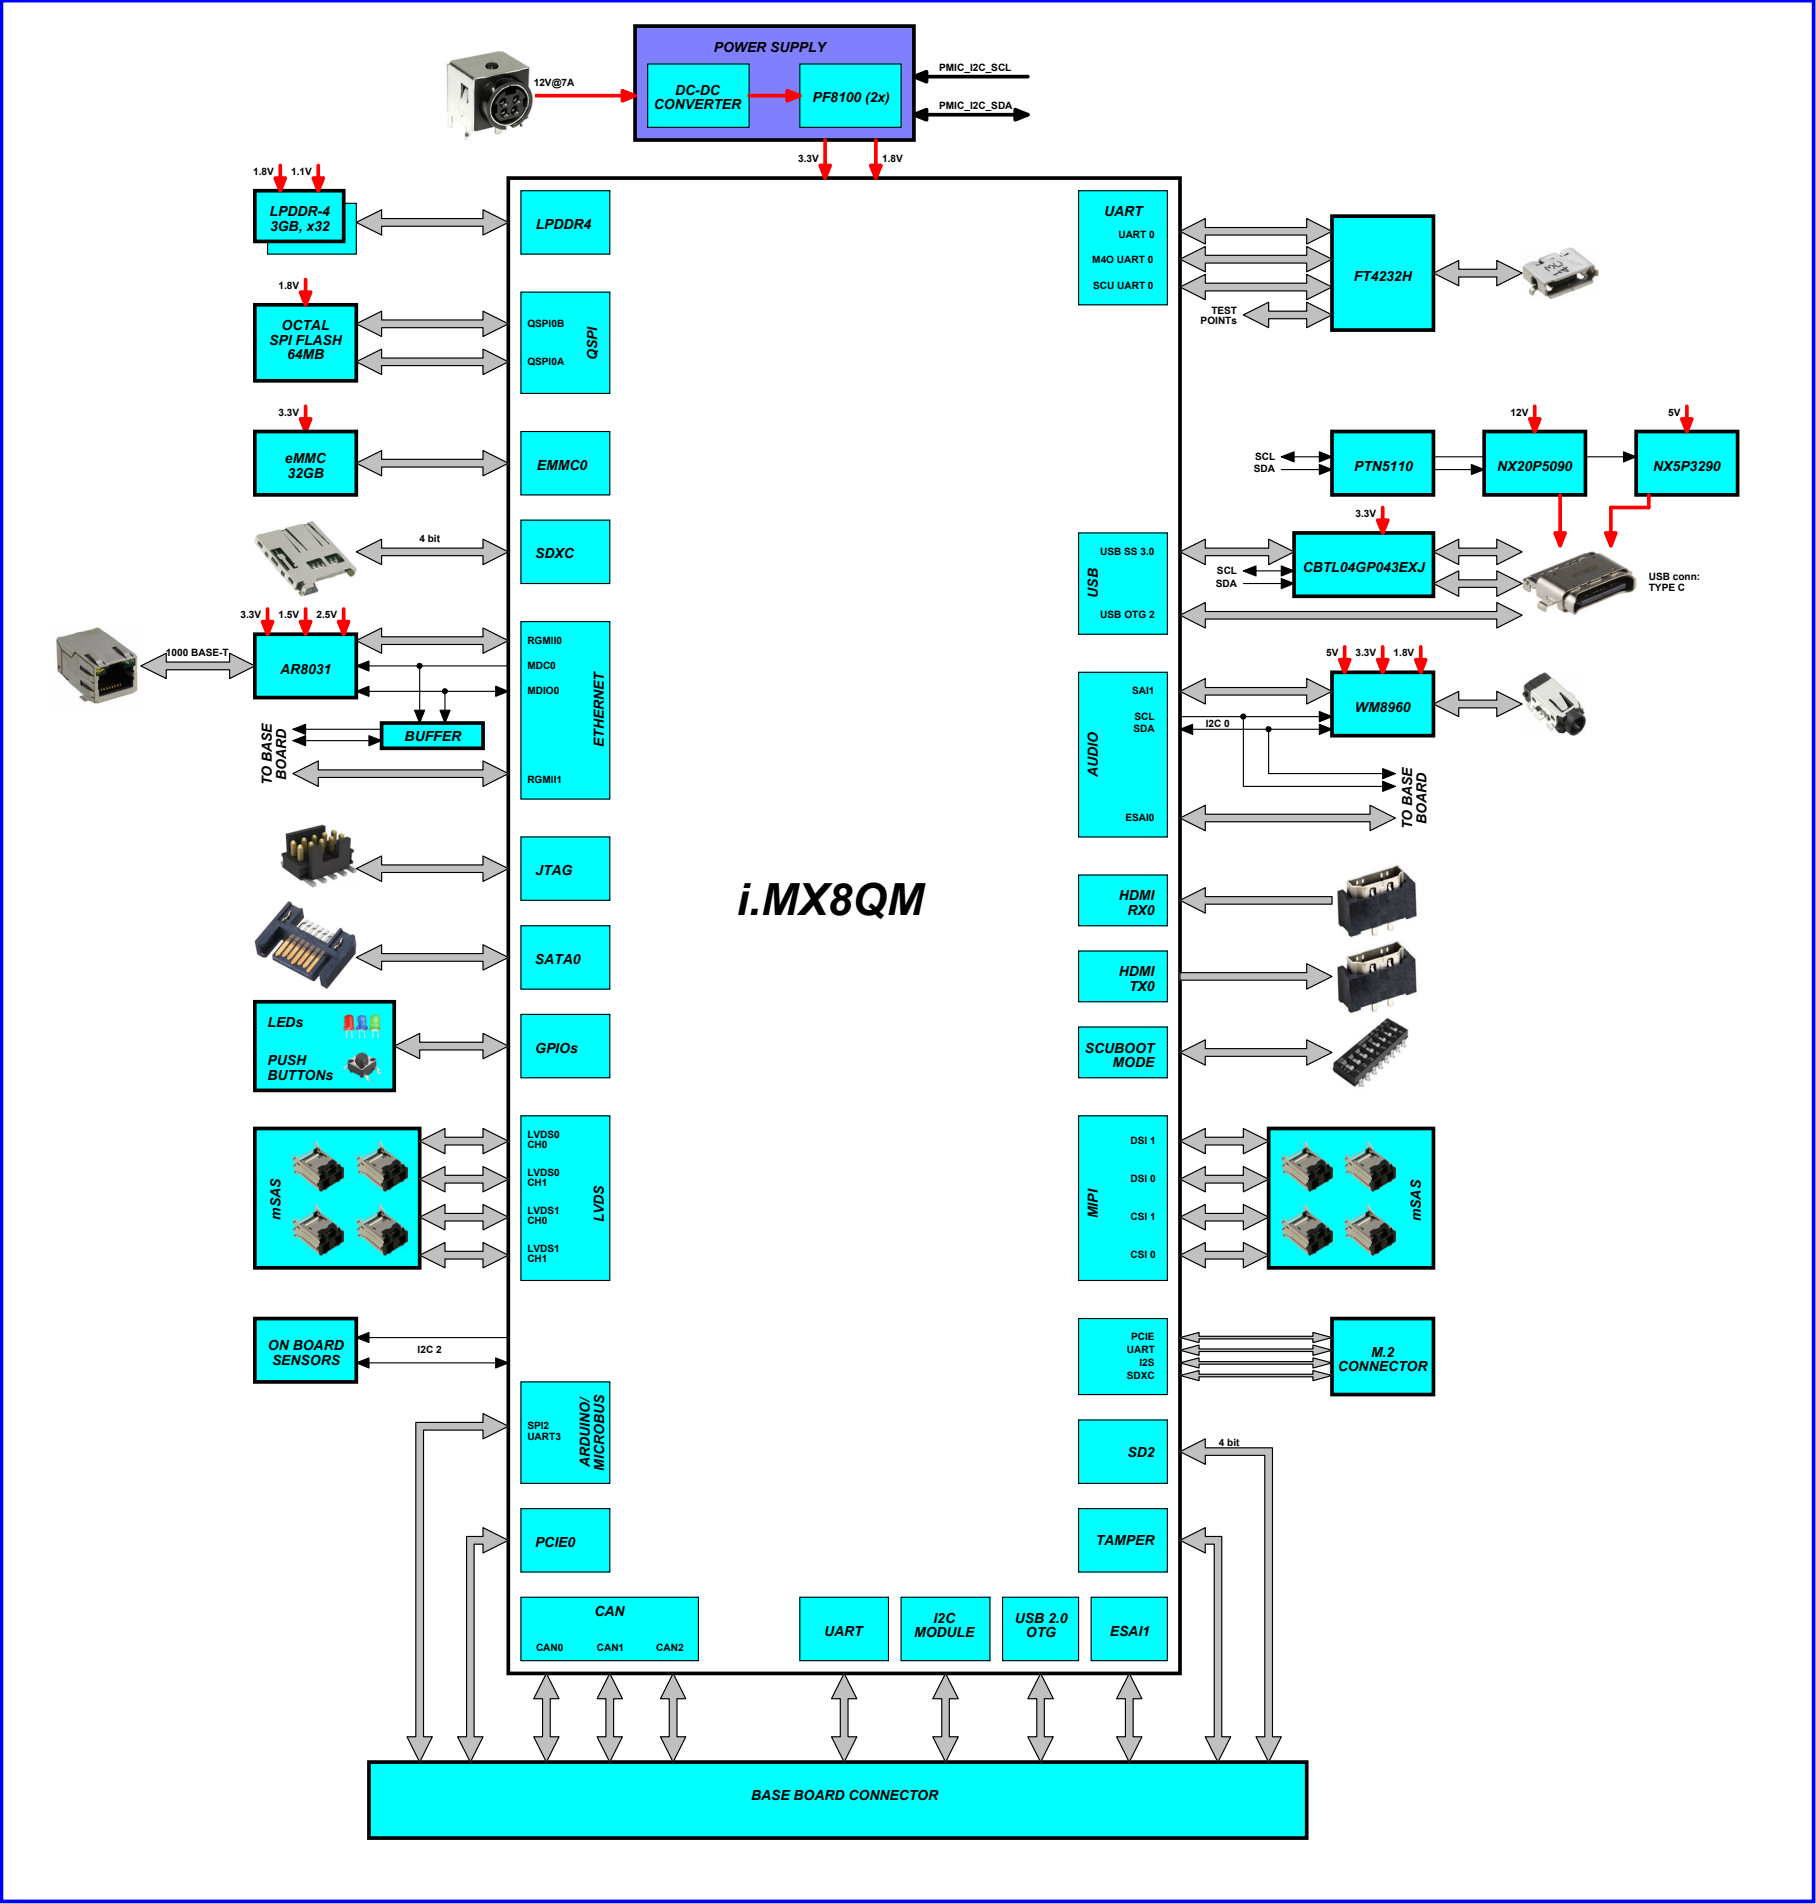 POWER SUPPLY
12V@7A
DC-DC
CONVERTER
PF8100 (2x)
PMIC_I2C_SCL
PMIC_I2C_SDA
3.3V
1.8V
i.MX8QM
1.8V
1.1V
LPDDR-4
3GB, x32
LPDDR4
1.8V
OCTAL
SPI FLASH
64MB
QSPI0B
QSPI0A
QSPI
3.3V
eMMC
32GB
EMMC0
4 bit
SDXC
3.3V
1.5V
2.5V
1000 BASE-T
AR8031
RGMII0
MDC0
MDIO0
ETHERNET
BUFFER
TO BASE
BOARD
RGMII1
JTAG
SATA0
LEDs
PUSH
BUTTONs
GPIOs
mSAS
LVDS0
CH0
LVDS0
CH1
LVDS1
CH0
LVDS1
CH1
LVDS
ON BOARD
SENSORS
I2C 2
SPI2
UART3
ARDUINO/
MICROBUS
PCIE0
CAN
CAN0
CAN1
CAN2
UART
I2C
MODULE
USB 2.0
OTG
ESAI1
UART
UART 0
M4O UART 0
SCU UART 0
TEST
POINTs
FT4232H
SCL
SDA
PTN5110
12V
NX20P5090
5V
NX5P3290
3.3V
USB
USB SS 3.0
USB OTG 2
SCL
SDA
CBTL04GP043EXJ
USB conn:
TYPE C
5V
3.3V
1.8V
AUDIO
SAI1
SCL
SDA
I2C 0
WM8960
ESAI0
TO BASE
BOARD
HDMI
RX0
HDMI
TX0
SCUBOOT
MODE
MIPI
DSI 1
DSI 0
CSI 1
CSI 0
mSAS
PCIE
UART
I2S
SDXC
M.2
CONNECTOR
SD2
4 bit
TAMPER
BASE BOARD CONNECTOR